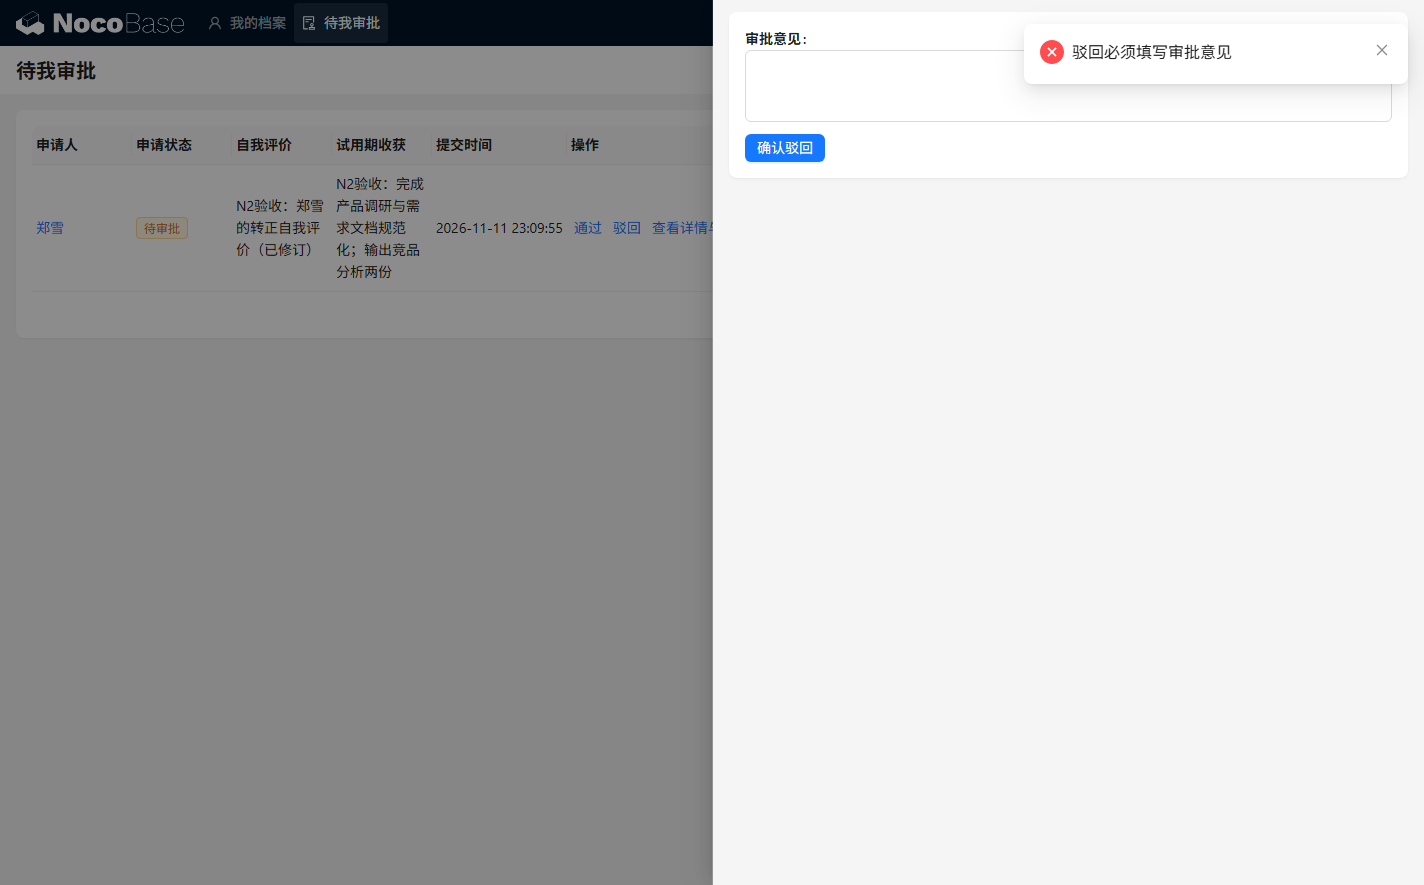 NocoBase
我的档案
待我审批
待我审批
申请人
申请状态
自我评价
试用期收获
提交时间
操作
郑雪
待审批
N2验收：郑雪
的转正自我评
价（已修订）
N2验收：完成
产品调研与需
求文档规范
化；输出竞品
分析两份
2026-11-11 23:09:55
通过
驳回
查看详情
审批意见：
确认驳回
驳回必须填写审批意见